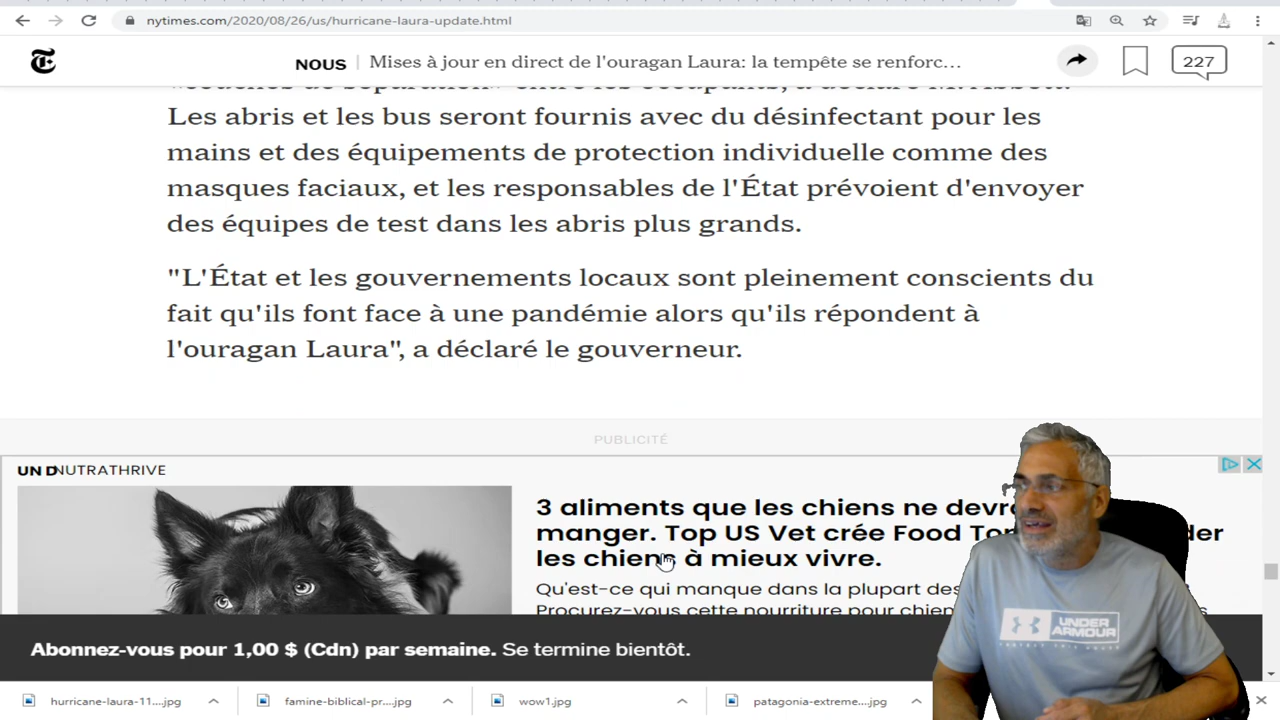 nytimes.com/2020/08/26/us/hurricane-laura-update.html
NOUS | Mises à jour en direct de l'ouragan Laura: la tempête se renforc...
227
de séparation» entre les occupants, a déclaré M. Abbott.
Les abris et les bus seront fournis avec du désinfectant pour les
mains et des équipements de protection individuelle comme des
masques faciaux, et les responsables de l'État prévoient d'envoyer
des équipes de test dans les abris plus grands.
"L'État et les gouvernements locaux sont pleinement conscients du
fait qu'ils font face à une pandémie alors qu'ils répondent à
l'ouragan Laura", a déclaré le gouverneur.
PUBLICITÉ
UN DNUTRATHRIVE
3 aliments que les chiens ne
manger. Top US Vet crée Food
les chiens à mieux vivre.
Qu'est-ce qui manque dans la plupart des
Procurez-vous cette nourriture pour
UNDER
ARMOUR
Abonnez-vous pour 1,00 $ (Cdn) par semaine. Se termine bientôt.
hurricane-laura-11....jpg
famine-biblical-pr....jpg
wow1.jpg
patagonia-extreme....jpg